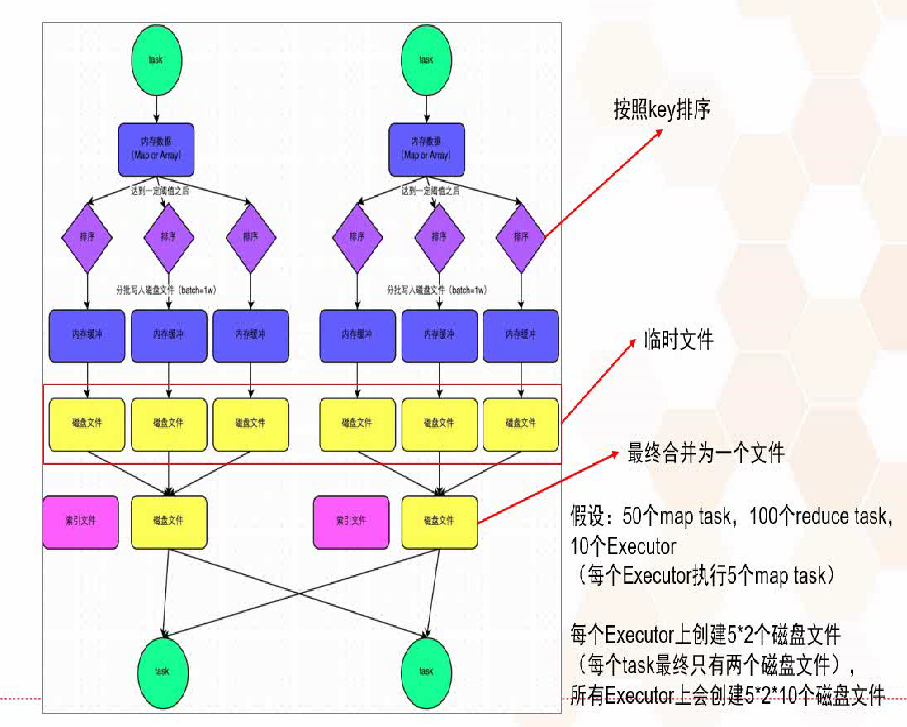 task
task
内存数据
(Map or Array)
内存数据
(Map or Array)
按照key排序
达到一定阈值之后
达到一定阈值之后
排序
排序
排序
排序
排序
排序
分批写入磁盘文件（batch=1w）
分批写入磁盘文件（batch=1w）
内存缓冲
内存缓冲
内存缓冲
内存缓冲
内存缓冲
内存缓冲
临时文件
磁盘文件
磁盘文件
磁盘文件
磁盘文件
磁盘文件
磁盘文件
最终合并为一个文件
索引文件
磁盘文件
索引文件
磁盘文件
假设：50个map task，100个reduce task，
10个Executor
（每个Executor执行5个map task）
每个Executor上创建5*2个磁盘文件
（每个task最终只有两个磁盘文件），
所有Executor上会创建5*2*10个磁盘文件
task
task